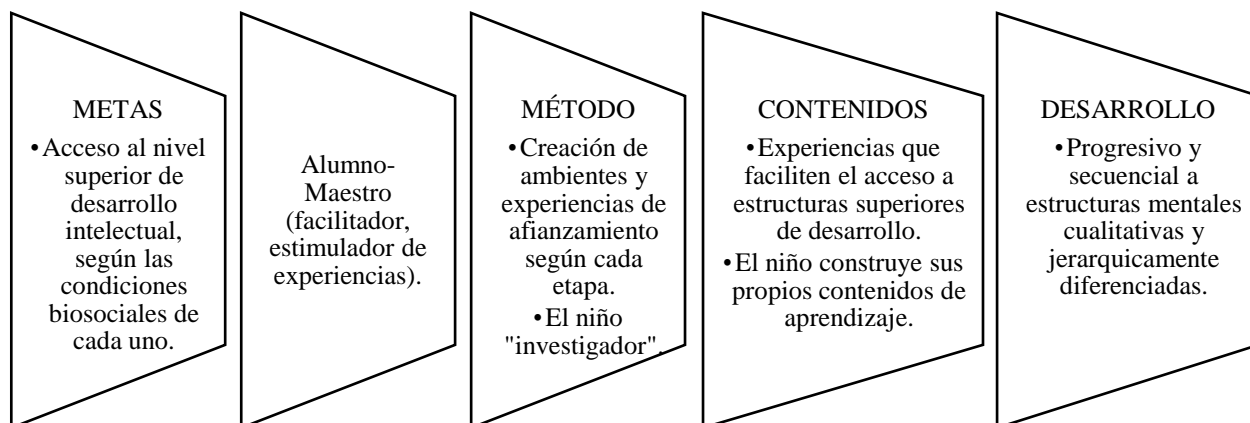 METAS
•Acceso al nivel
superior de
desarrollo
intelectual,
según las
condiciones
biosociales de
cada uno.
Alumno-
Maestro
(facilitador,
estimulador de
experiencias).
MÉTODO
•Creación de
ambientes y
experiencias de
afianzamiento
según cada
etapa.
•El niño
"investigador".
CONTENIDOS
•Experiencias que
faciliten el acceso a
estructuras superiores
de desarrollo.
•El niño construye sus
propios contenidos de
aprendizaje.
DESARROLLO
•Progresivo y
secuencial a
estructuras mentales
cualitativas y
jerarquicamente
diferenciadas.